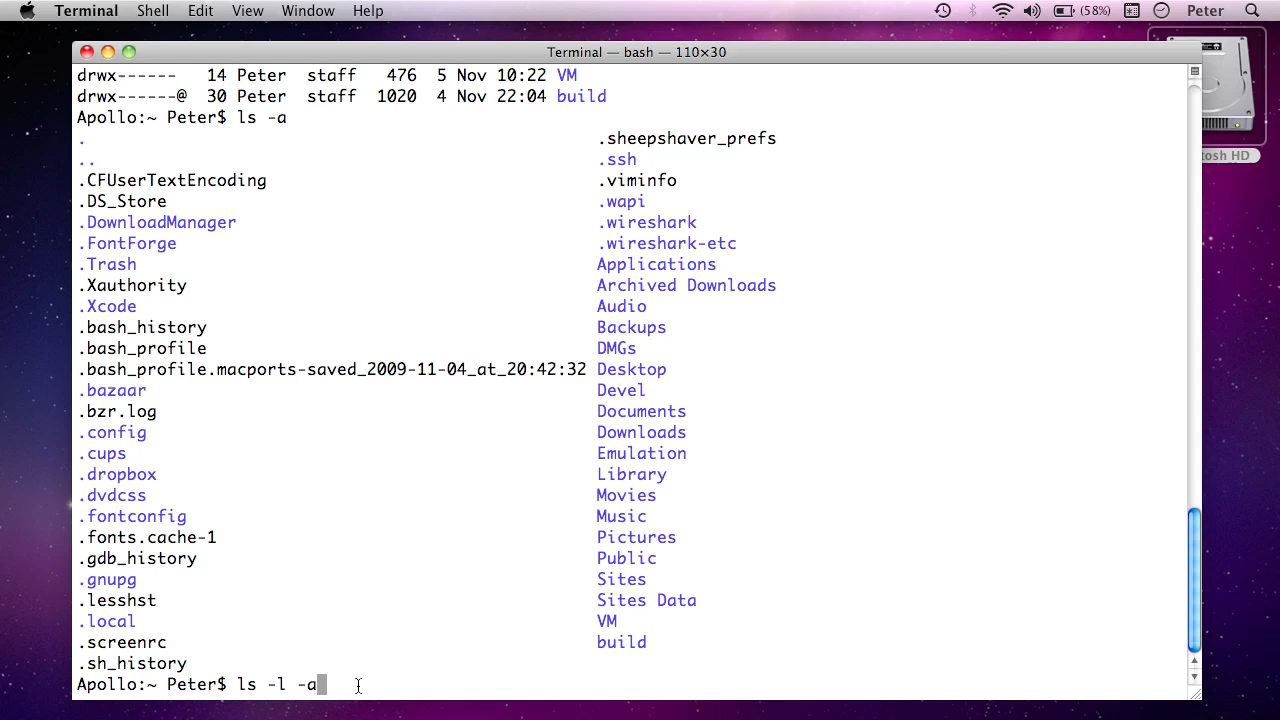 Terminal Shell Edit View Window Help (58%) Peter
Terminal — bash — 110×30
drwx------ 14 Peter staff 476 5 Nov 10:22 VM
drwx------@ 30 Peter staff 1020 4 Nov 22:04 build
Apollo:~ Peter$ ls -a
. .sheepshaver_prefs
.. .ssh
.CFUserTextEncoding .viminfo
.DS_Store .wapi
.DownloadManager .wireshark
.FontForge .wireshark-etc
.Trash Applications
.Xauthority Archived Downloads
.Xcode Audio
.bash_history Backups
.bash_profile DMGs
.bash_profile.macports-saved_2009-11-04_at_20:42:32 Desktop
.bazaar Devel
.bzr.log Documents
.config Downloads
.cups Emulation
.dropbox Library
.dvdcss Movies
.fontconfig Music
.fonts.cache-1 Pictures
.gdb_history Public
.gnupg Sites
.lesshst Sites Data
.local VM
.screenrc build
.sh_history
Apollo:~ Peter$ ls -l -a
tosh HD